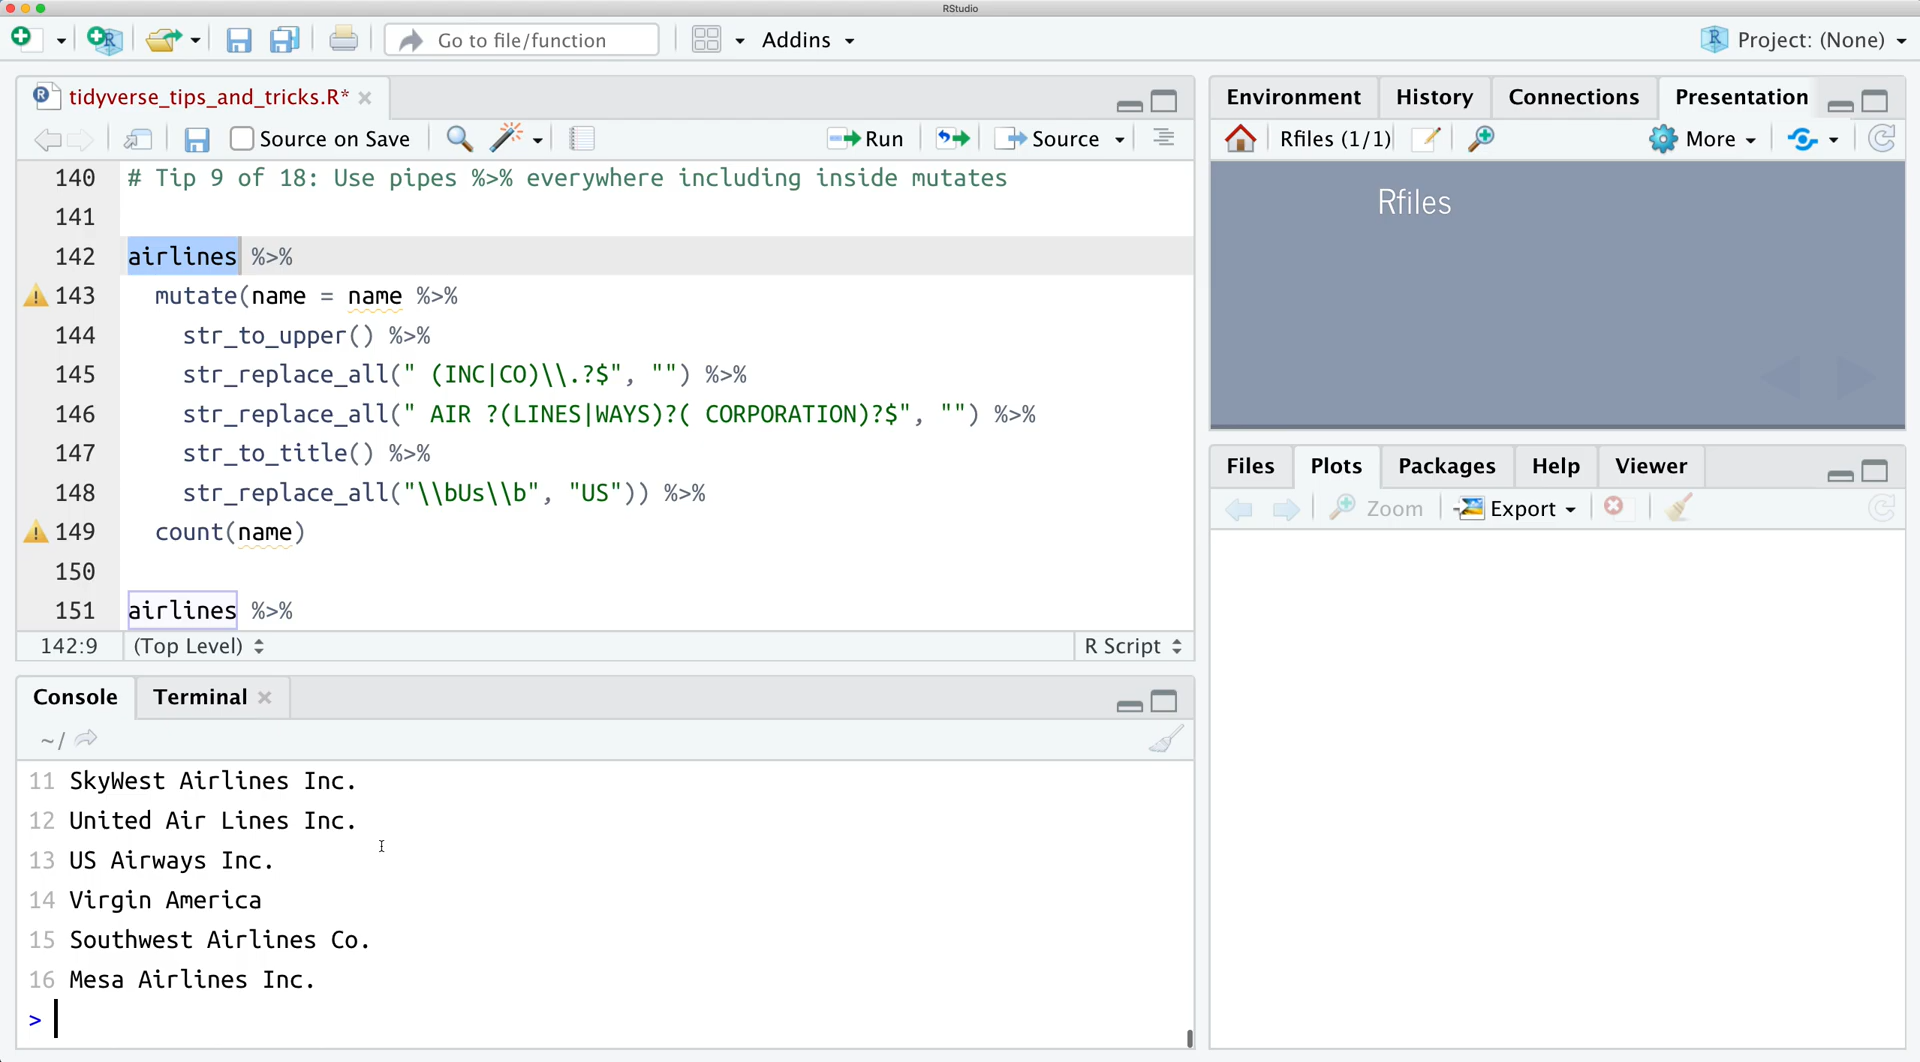 RStudio
Go to file/function
Addins
Project: (None)
tidyverse_tips_and_tricks.R*
Source on Save
Run
Source
140 # Tip 9 of 18: Use pipes %>% everywhere including inside mutates
141
142 airlines %>%
143 mutate(name = name %>%
144 str_to_upper() %>%
145 str_replace_all(" (INC|CO)\\.?$", "") %>%
146 str_replace_all(" AIR ?(LINES|WAYS)?( CORPORATION)?$", "") %>%
147 str_to_title() %>%
148 str_replace_all("\\bUs\\b", "US")) %>%
149 count(name)
150
151 airlines %>%
142:9 (Top Level) R Script
Console Terminal
~/
11 SkyWest Airlines Inc.
12 United Air Lines Inc.
13 US Airways Inc.
14 Virgin America
15 Southwest Airlines Co.
16 Mesa Airlines Inc.
>
Environment History Connections Presentation
Rfiles (1/1) More
Rfiles
Files Plots Packages Help Viewer
Zoom Export